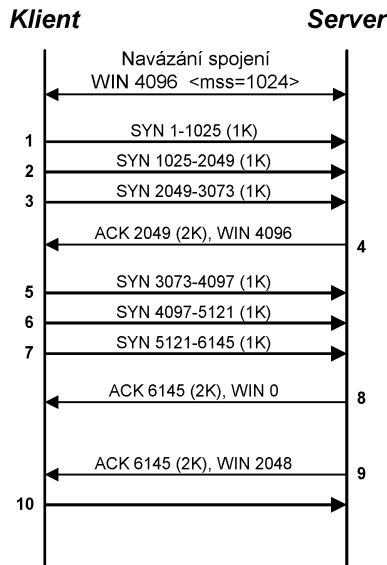 Klient Server
Navázání spojení
WIN 4096 <mss=1024>
1 SYN 1-1025 (1K)
2 SYN 1025-2049 (1K)
3 SYN 2049-3073 (1K)
ACK 2049 (2K), WIN 4096 4
5 SYN 3073-4097 (1K)
6 SYN 4097-5121 (1K)
7 SYN 5121-6145 (1K)
ACK 6145 (2K), WIN 0 8
ACK 6145 (2K), WIN 2048 9
10